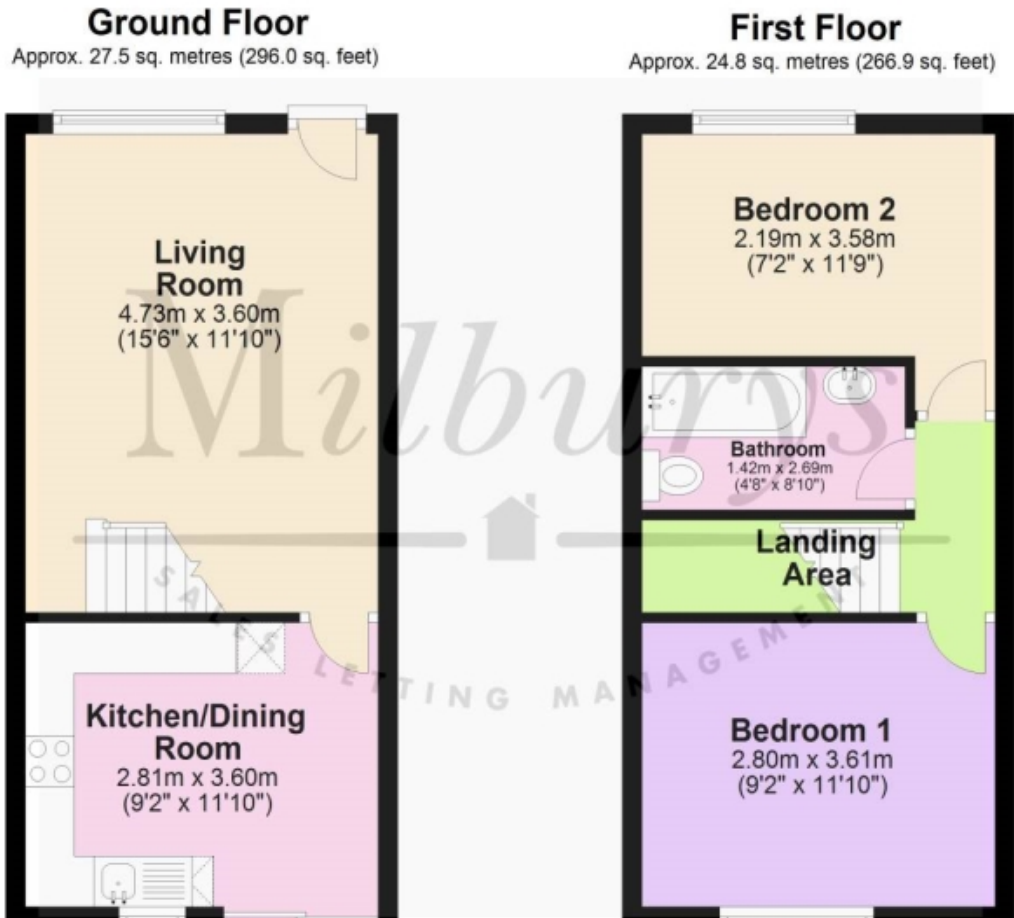 Ground Floor
Approx. 27.5 sq. metres (296.0 sq. feet)
Living
Room
4.73m x 3.60m
(15'6" x 11'10")
Kitchen/Dining
Room
2.81m x 3.60m
(9'2" x 11'10")
First Floor
Approx. 24.8 sq. metres (266.9 sq. feet)
Bedroom 2
2.19m x 3.58m
(7'2" x 11'9")
Bathroom
1.42m x 2.69m
(4'8" x 8'10")
Landing
Area
Bedroom 1
2.80m x 3.61m
(9'2" x 11'10")
Milburys
SALES LETTING MANAGEMENT